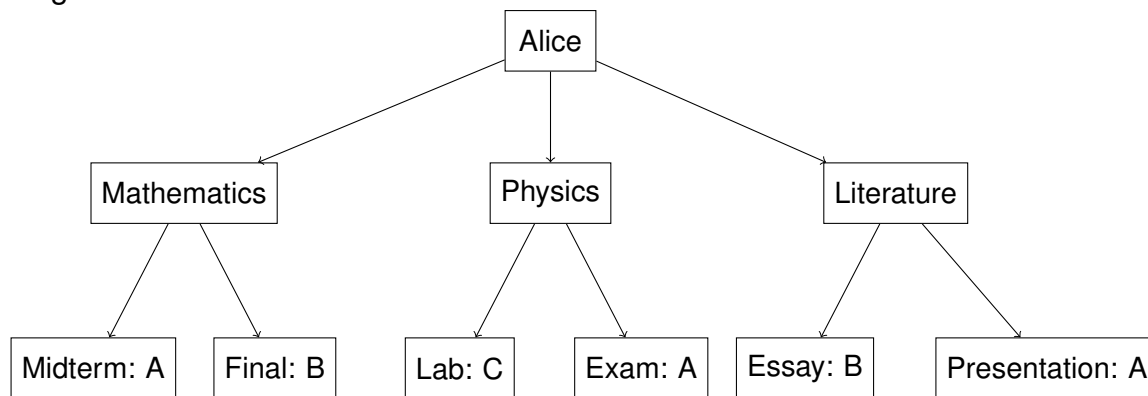 Alice
Mathematics Physics Literature
Midterm: A Final: B Lab: C Exam: A Essay: B Presentation: A